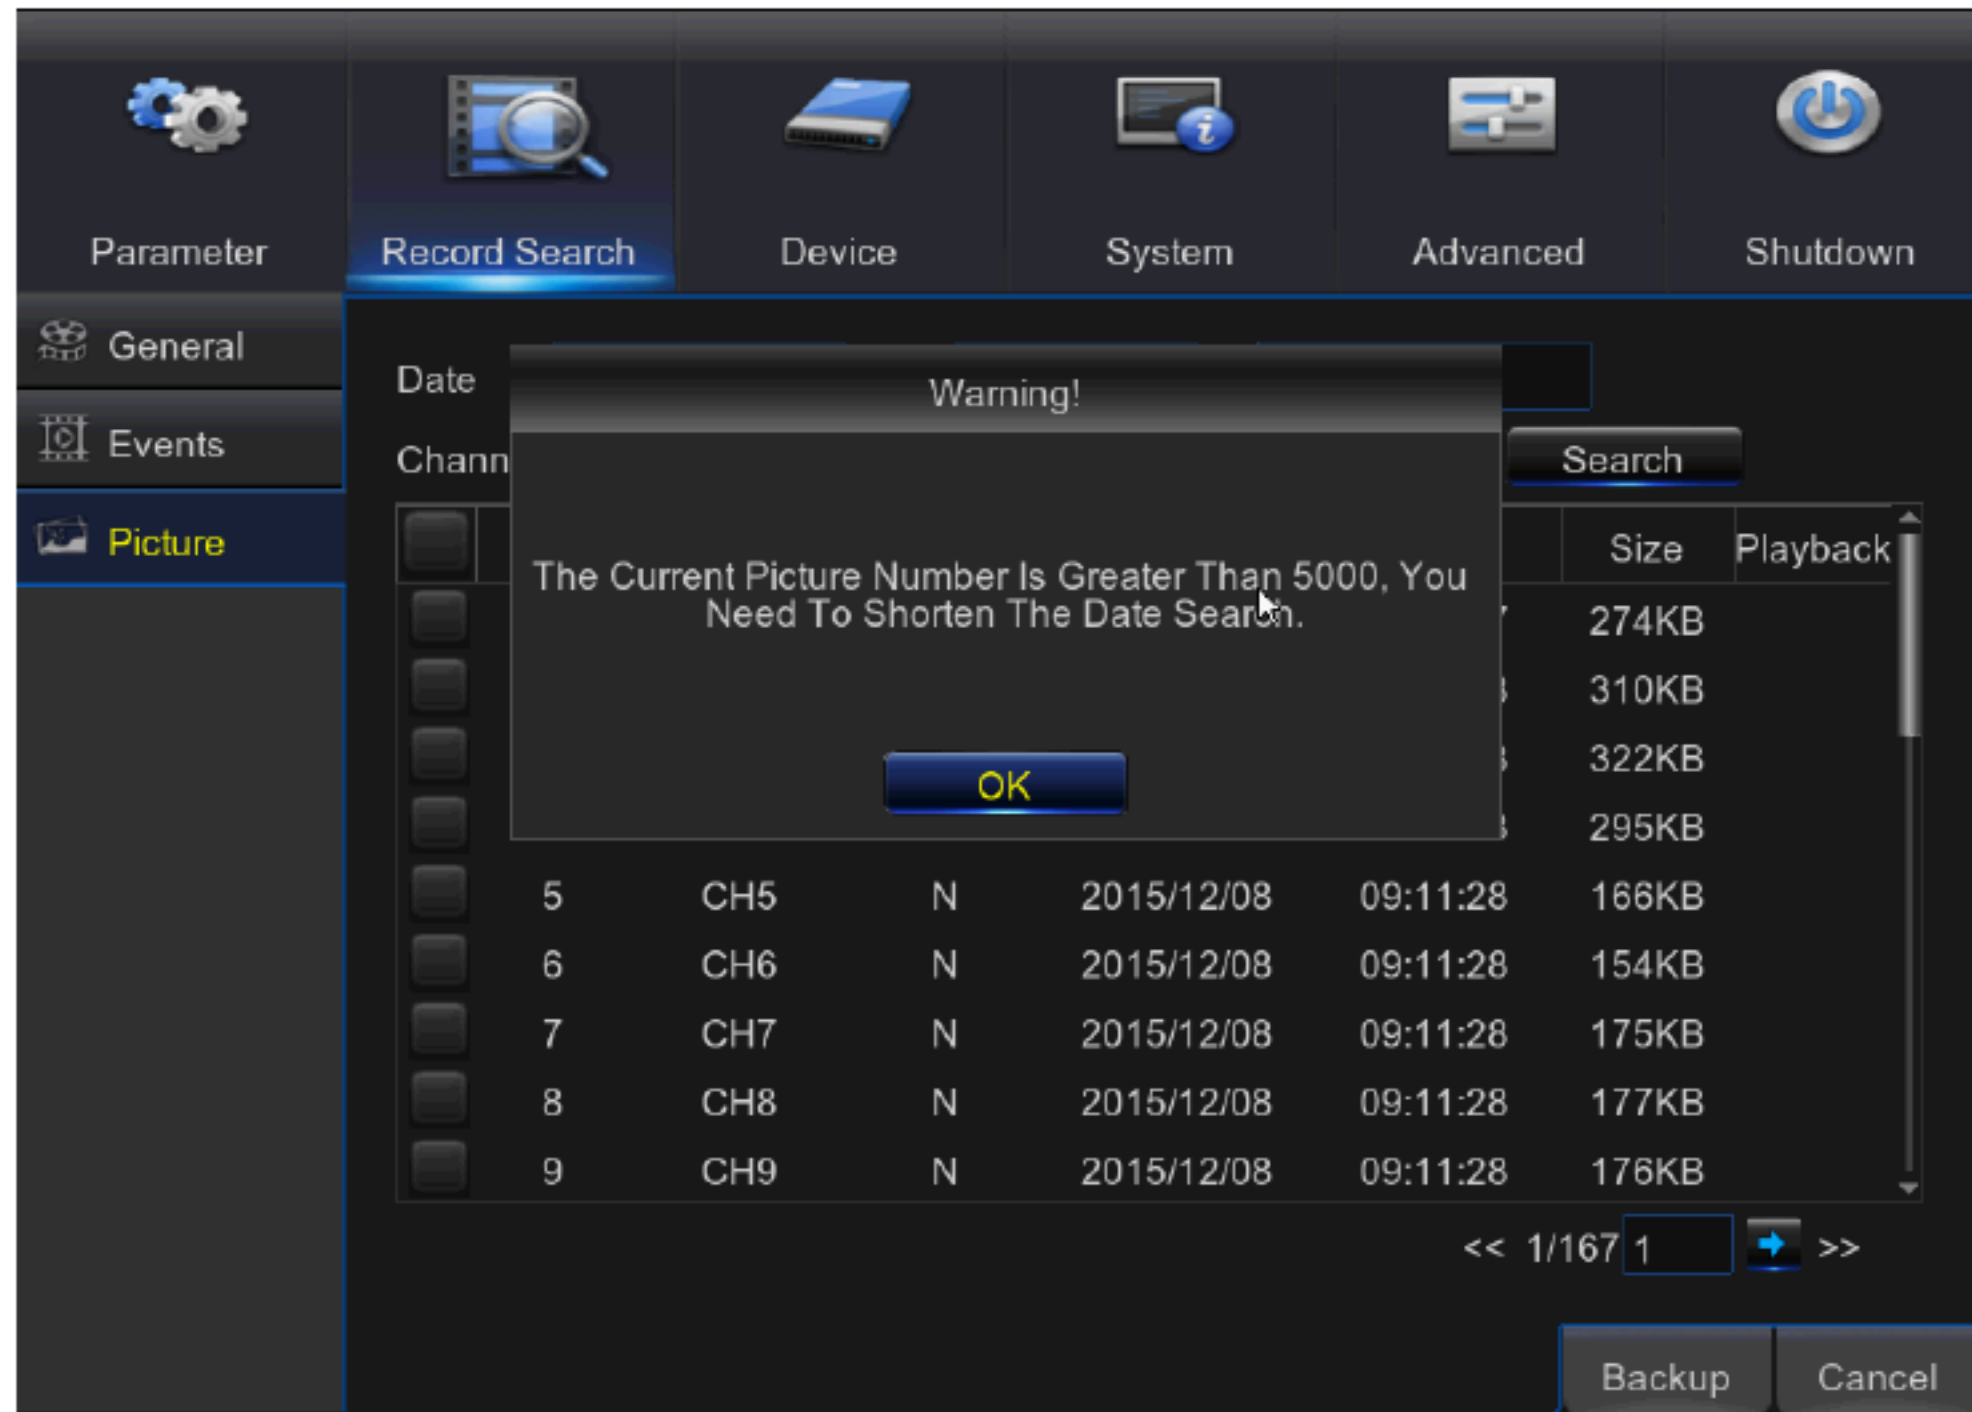 Parameter
Record Search
Device
System
Advanced
Shutdown
General
Events
Picture
Date
Warning!
Search
Size Playback
The Current Picture Number Is Greater Than 5000, You
Need To Shorten The Date Search.
OK
274KB
310KB
322KB
295KB
5 CH5 N 2015/12/08 09:11:28 166KB
6 CH6 N 2015/12/08 09:11:28 154KB
7 CH7 N 2015/12/08 09:11:28 175KB
8 CH8 N 2015/12/08 09:11:28 177KB
9 CH9 N 2015/12/08 09:11:28 176KB
<< 1/167 1 >>
Backup
Cancel